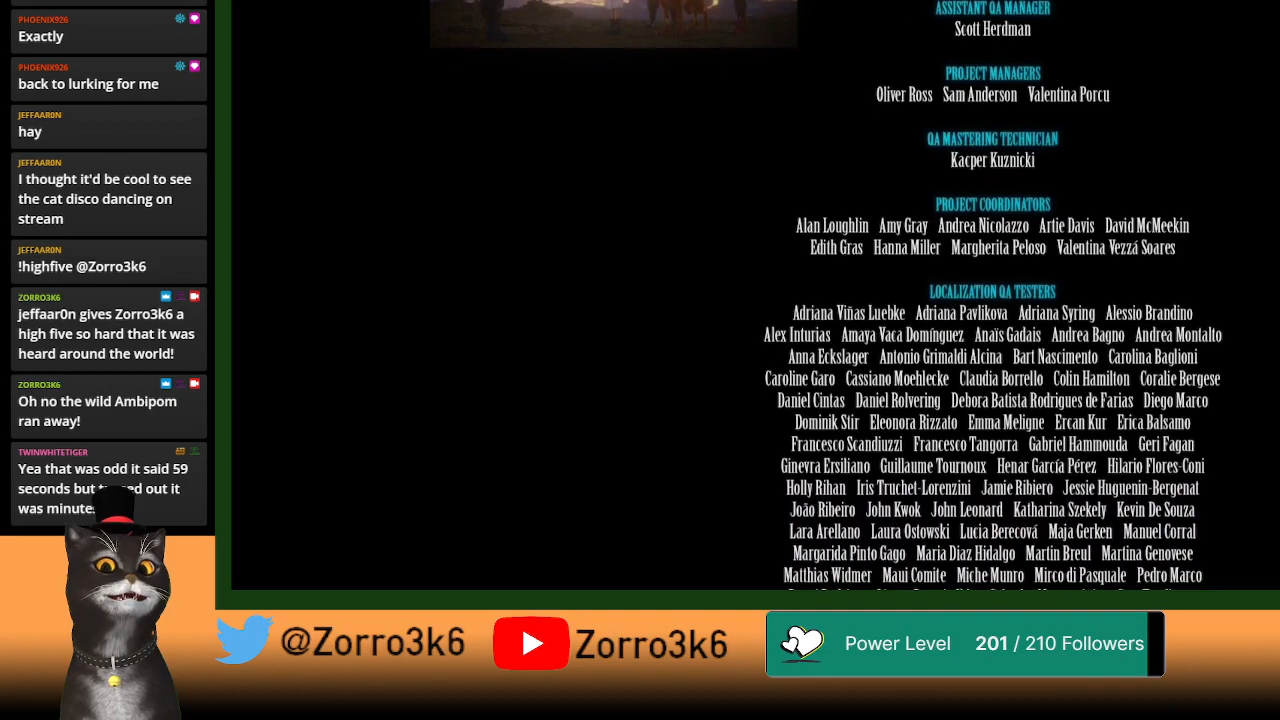 PHOENIX926
Exactly
PHOENIX926
back to lurking for me
JEFFAAR0N
hay
JEFFAAR0N
I thought it'd be cool to see
the cat disco dancing on
stream
JEFFAAR0N
!highfive @Zorro3k6
ZORRO3K6
jeffaar0n gives Zorro3k6 a
high five so hard that it was
heard around the world!
ZORRO3K6
Oh no the wild Ambipom
ran away!
TWINWHITETIGER
Yea that was odd it said 59
seconds but out it
was
ASSISTANT QA MANAGER
Scott Herdman
PROJECT MANAGERS
Oliver Ross Sam Anderson Valentina Porcu
QA MASTERING TECHNICIAN
Kacper Kuznicki
PROJECT COORDINATORS
Alan Loughlin Amy Gray Andrea Nicolazzo Artie Davis David McMeekin
Edith Gras Hanna Miller Margherita Peloso Valentina Vezzá Soares
LOCALIZATION QA TESTERS
Adriana Viñas Luebke Adriana Pavlikova Adriana Syring Alessio Brandino
Alex Inturias Amaya Vaca Domínguez Anaïs Gadais Andrea Bagno Andrea Montalto
Anna Eckslager Antonio Grimaldi Alcina Bart Nascimento Carolina Baglioni
Caroline Garo Cassiano Moehlecke Claudia Borrello Colin Hamilton Coralie Bergese
Daniel Cintas Daniel Rolvering Debora Batista Rodrigues de Farias Diego Marco
Dominik Stir Eleonora Rizzato Emma Meligne Ercan Kur Erica Balsamo
Francesco Scandiuzzi Francesco Tangorra Gabriel Hammouda Geri Fagan
Ginevra Ersiliano Guillaume Tournoux Henar García Pérez Hilario Flores-Coni
Holly Rihan Iris Truchet-Lorenzini Jamie Ribiero Jessie Huguenin-Bergenat
João Ribeiro John Kwok John Leonard Katharina Szekely Kevin De Souza
Lara Arellano Laura Ostowski Lucia Berecová Maja Gerken Manuel Corral
Margarida Pinto Gago Maria Diaz Hidalgo Martin Breul Martina Genovese
Matthias Widmer Maui Comite Miche Munro Mirco di Pasquale Pedro Marco
@Zorro3k6
Zorro3k6
Power Level 201 / 210 Followers